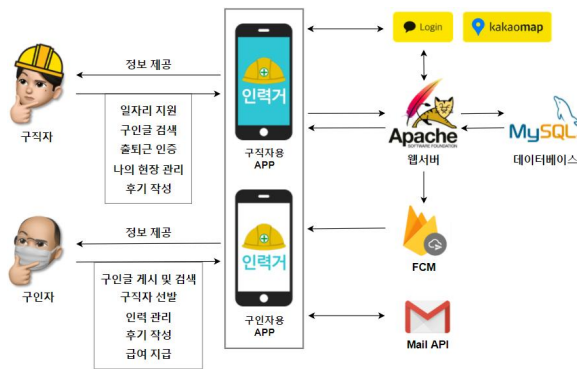 정보 제공
구직자
일자리 지원
구인글 검색
출퇴근 인증
나의 현장 관리
후기 작성
인력거
구직자용
APP
Login
kakaomap
Apache
SOFTWARE FOUNDATION
웹서버
MySQL
데이터베이스
정보 제공
구인자
구인글 게시 및 검색
구직자 선발
인력 관리
후기 작성
급여 지급
인력거
구인자용
APP
FCM
Mail API